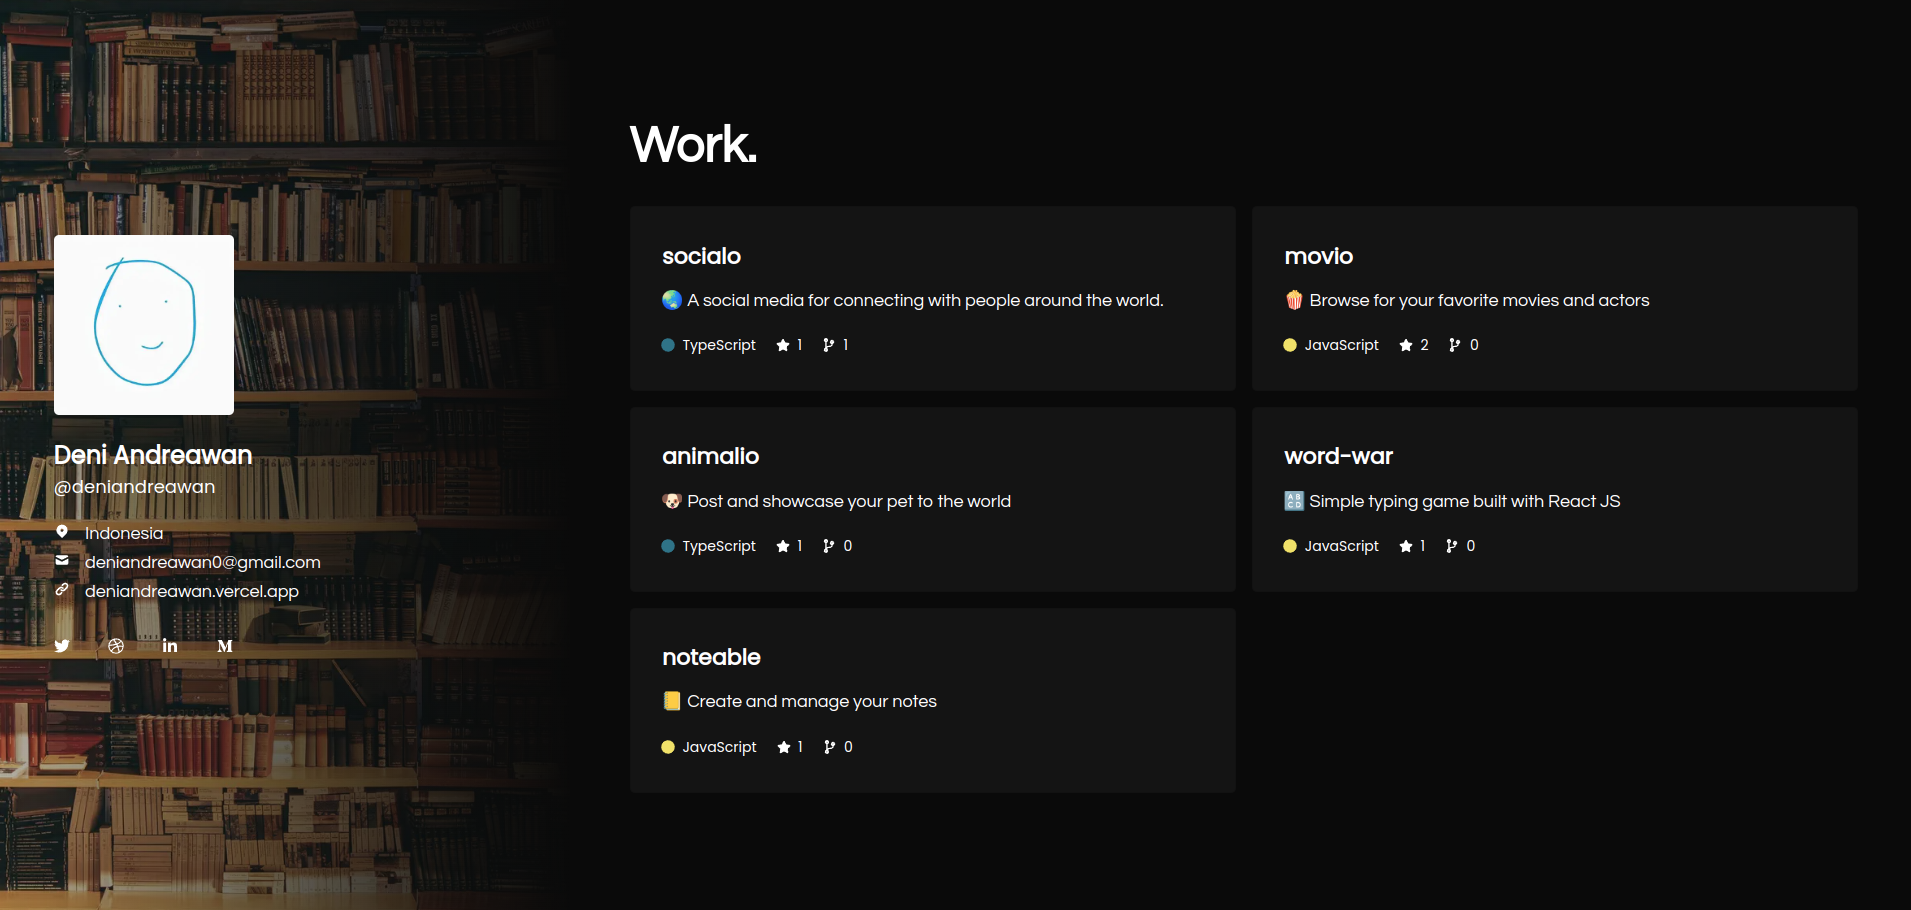 Deni Andreawan
@deniandreawan
Indonesia
deniandreawan0@gmail.com
deniandreawan.vercel.app
Work.
socialo
🌏 A social media for connecting with people around the world.
TypeScript 1 1
movio
🍿 Browse for your favorite movies and actors
JavaScript 2 0
animalio
🐶 Post and showcase your pet to the world
TypeScript 1 0
word-war
🔠 Simple typing game built with React JS
JavaScript 1 0
noteable
📒 Create and manage your notes
JavaScript 1 0